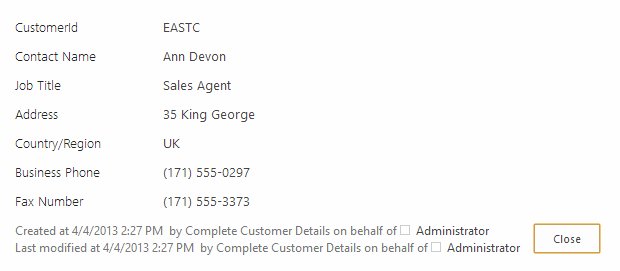 CustomerId EASTC
Contact Name Ann Devon
Job Title Sales Agent
Address 35 King George
Country/Region UK
Business Phone (171) 555-0297
Fax Number (171) 555-3373
Created at 4/4/2013 2:27 PM by Complete Customer Details on behalf of Administrator
Last modified at 4/4/2013 2:27 PM by Complete Customer Details on behalf of Administrator
Close